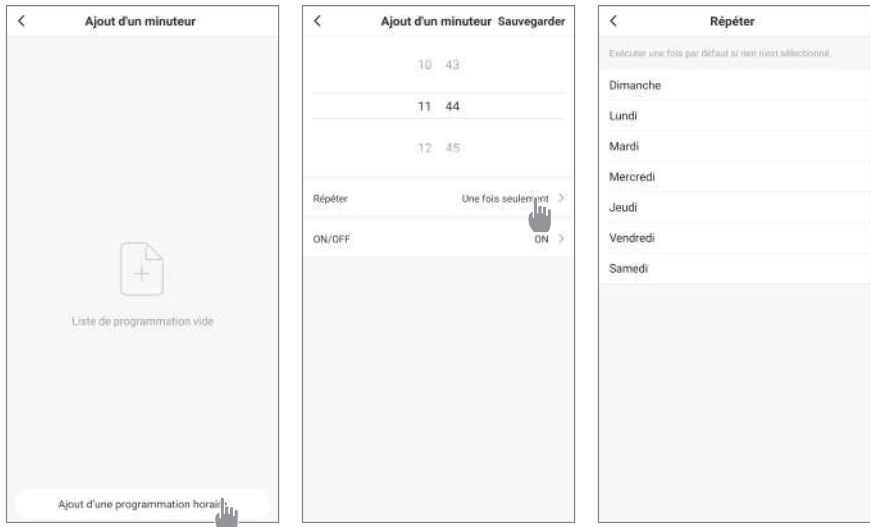 Ajout d'un minuteur
Liste de programmation vide
Ajout d'une programmation horaire
Ajout d'un minuteur Sauvegarder
10 43
11 44
12 45
Répéter Une fois seulement
ON/OFF ON
Répéter
Exécuter une fois par défaut si rien n'est sélectionné.
Dimanche
Lundi
Mardi
Mercredi
Jeudi
Vendredi
Samedi